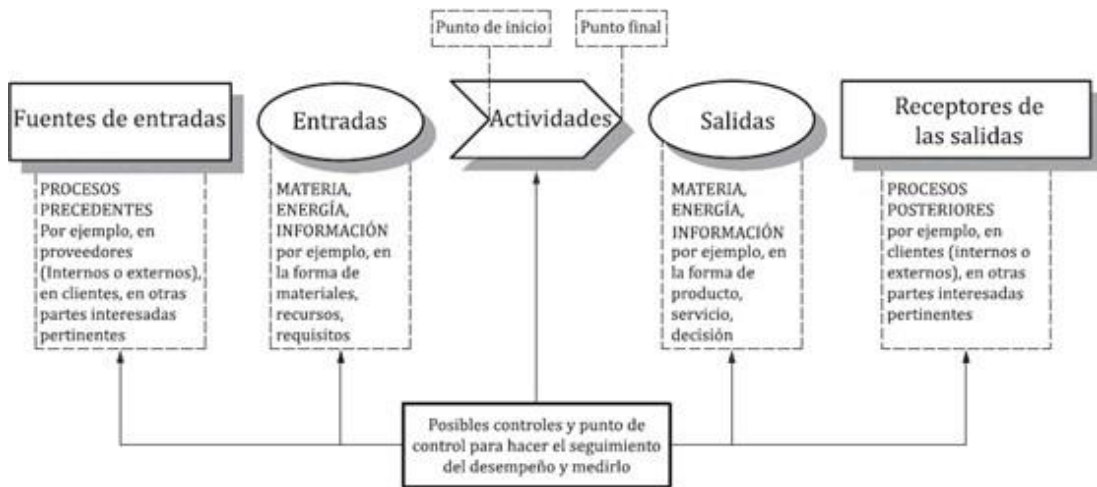 Punto de inicio
Punto final
Fuentes de entradas
Entradas
Actividades
Salidas
Receptores de
las salidas
PROCESOS
PRECEDENTES
Por ejemplo, en
proveedores
(Internos o externos),
en clientes, en otras
partes interesadas
pertinentes
MATERIA,
ENERGÍA,
INFORMACIÓN
por ejemplo, en
la forma de
materiales,
recursos,
requisitos
MATERIA,
ENERGÍA,
INFORMACIÓN
por ejemplo, en
la forma de
producto,
servicio,
decisión
PROCESOS
POSTERIORES
por ejemplo, en
clientes (internos o
externos), en otras
partes interesadas
pertinentes
Posibles controles y punto de
control para hacer el seguimiento
del desempeño y medirlo